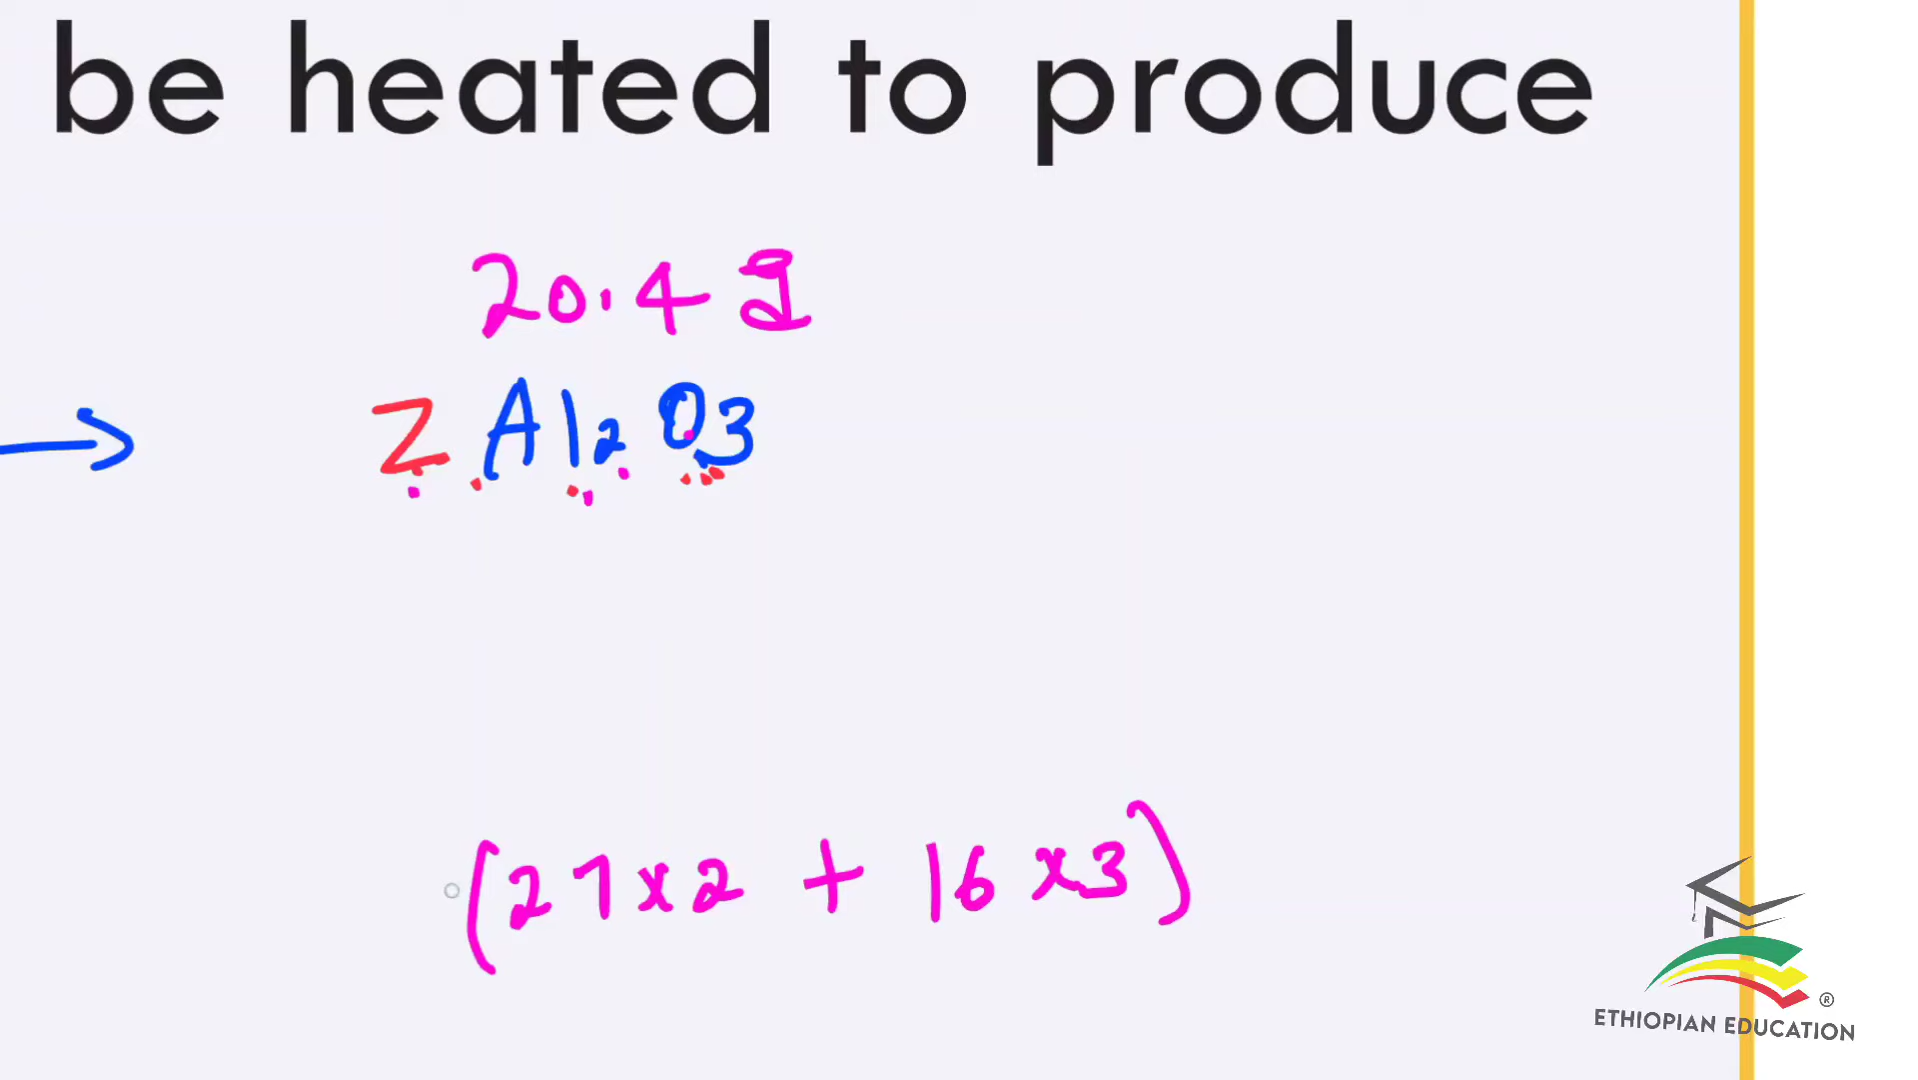 be heated to produce
20.4 g
→ 2 Al₂O₃
(27x2 + 16x3)
ETHIOPIAN EDUCATION
®